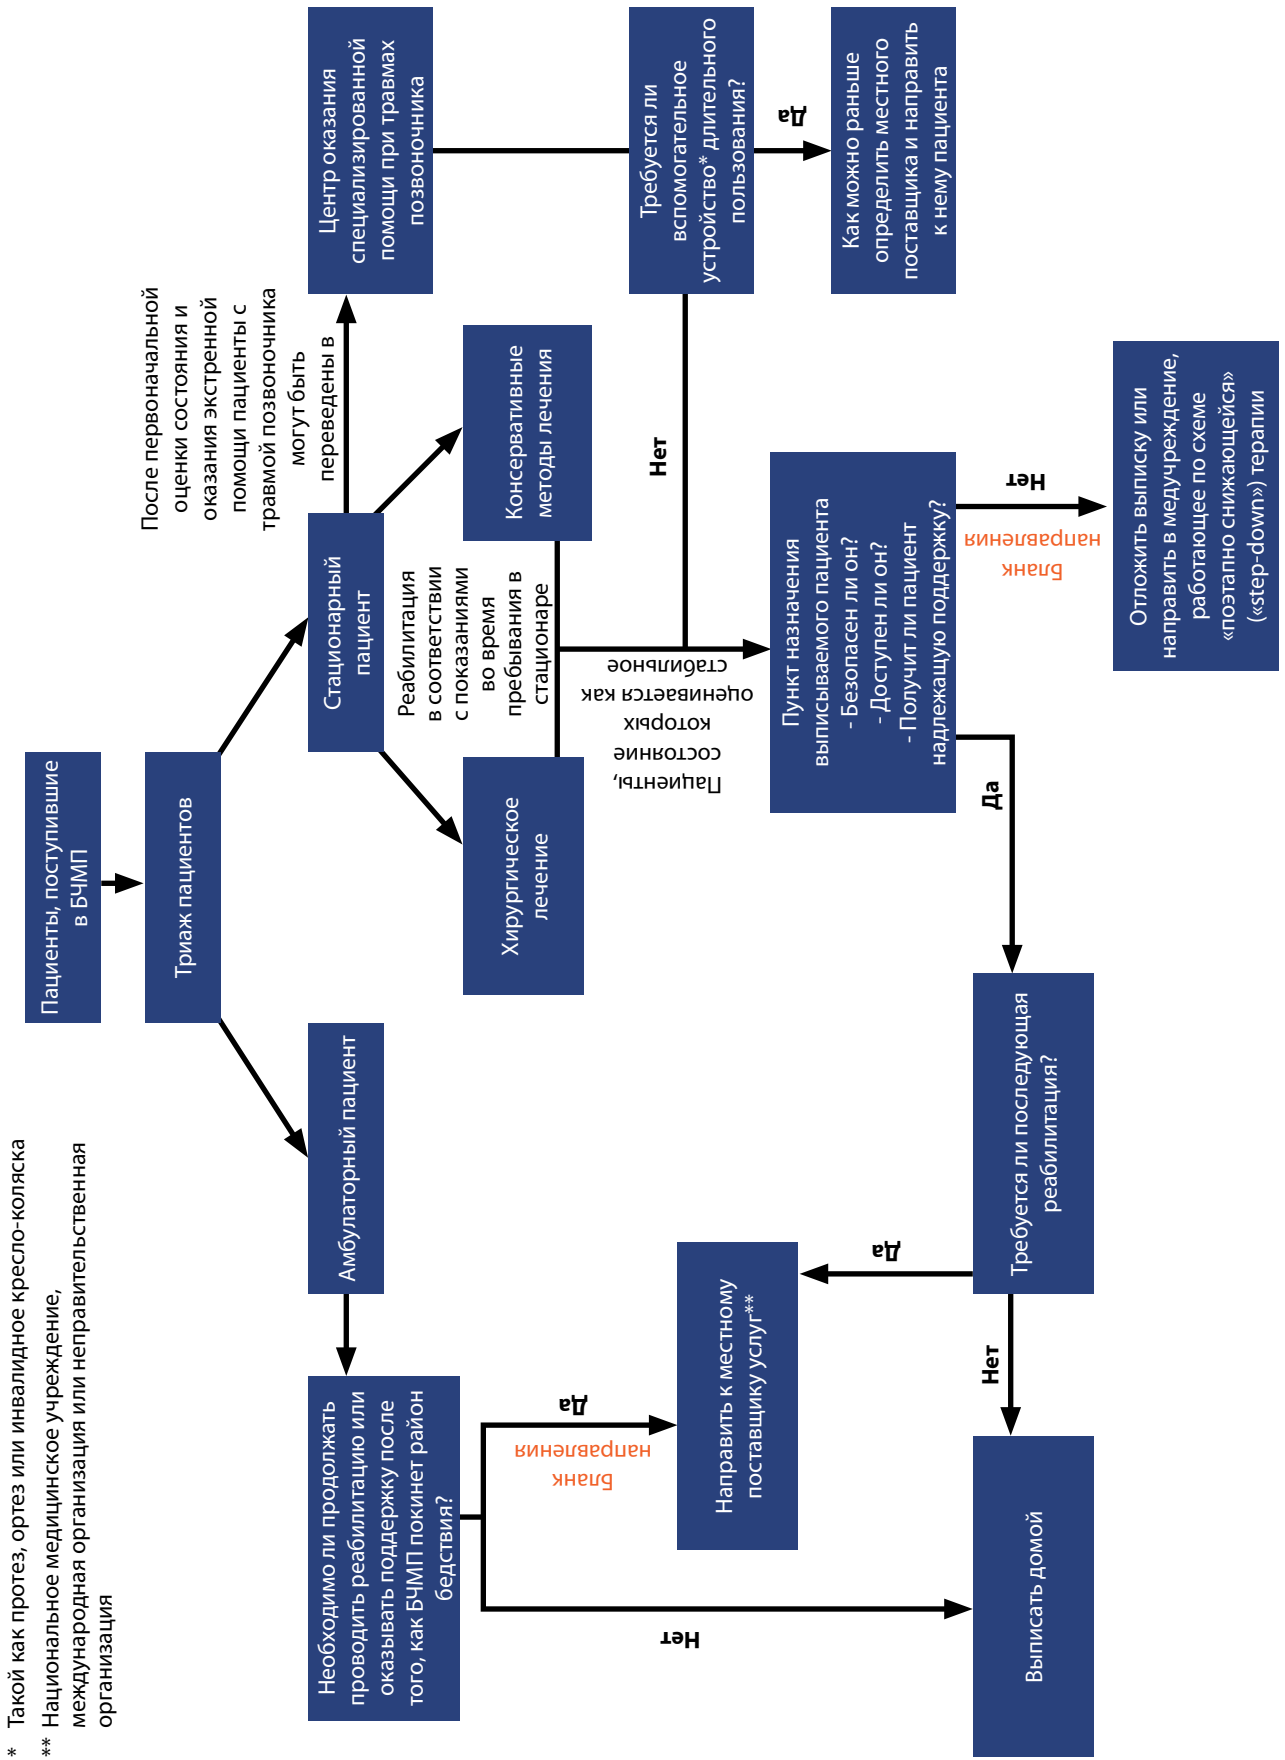 Пациенты, поступившие
в БЧМП
Триаж пациентов
Амбулаторный пациент
Стационарный
пациент
После первоначальной
оценки состояния и
оказания экстренной
помощи пациенты с
травмой позвоночника
могут быть
переведены в
Центр оказания
специализированной
помощи при травмах
позвоночника
Необходимо ли продолжать
проводить реабилитацию или
оказывать поддержку после
того, как БЧМП покинет район
бедствия?
Хирургическое
лечение
Реабилитация
в соответствии
с показаниями
во время
пребывания в
стационаре
Консервативные
методы лечения
Требуется ли
вспомогательное
устройство* длительного
пользования?
Да
Нет
Как можно раньше
определить местного
поставщика и направить
к нему пациента
Пациенты,
состояние
которых
оценивается как
стабильное
Пункт назначения
выписываемого пациента
- Безопасен ли он?
- Доступен ли он?
- Получит ли пациент
надлежащую поддержку?
Бланк
направления
Нет
Отложить выписку или
направить в медучреждение,
работающее по схеме
«поэтапно снижающейся»
(«step-down») терапии
Да
Требуется ли последующая
реабилитация?
Да
Нет
Бланк
направления
Да
Направить к местному
поставщику услуг**
Нет
Выписать домой
* Такой как протез, ортез или инвалидное кресло-коляска
** Национальное медицинское учреждение,
международная организация или неправительственная
организация